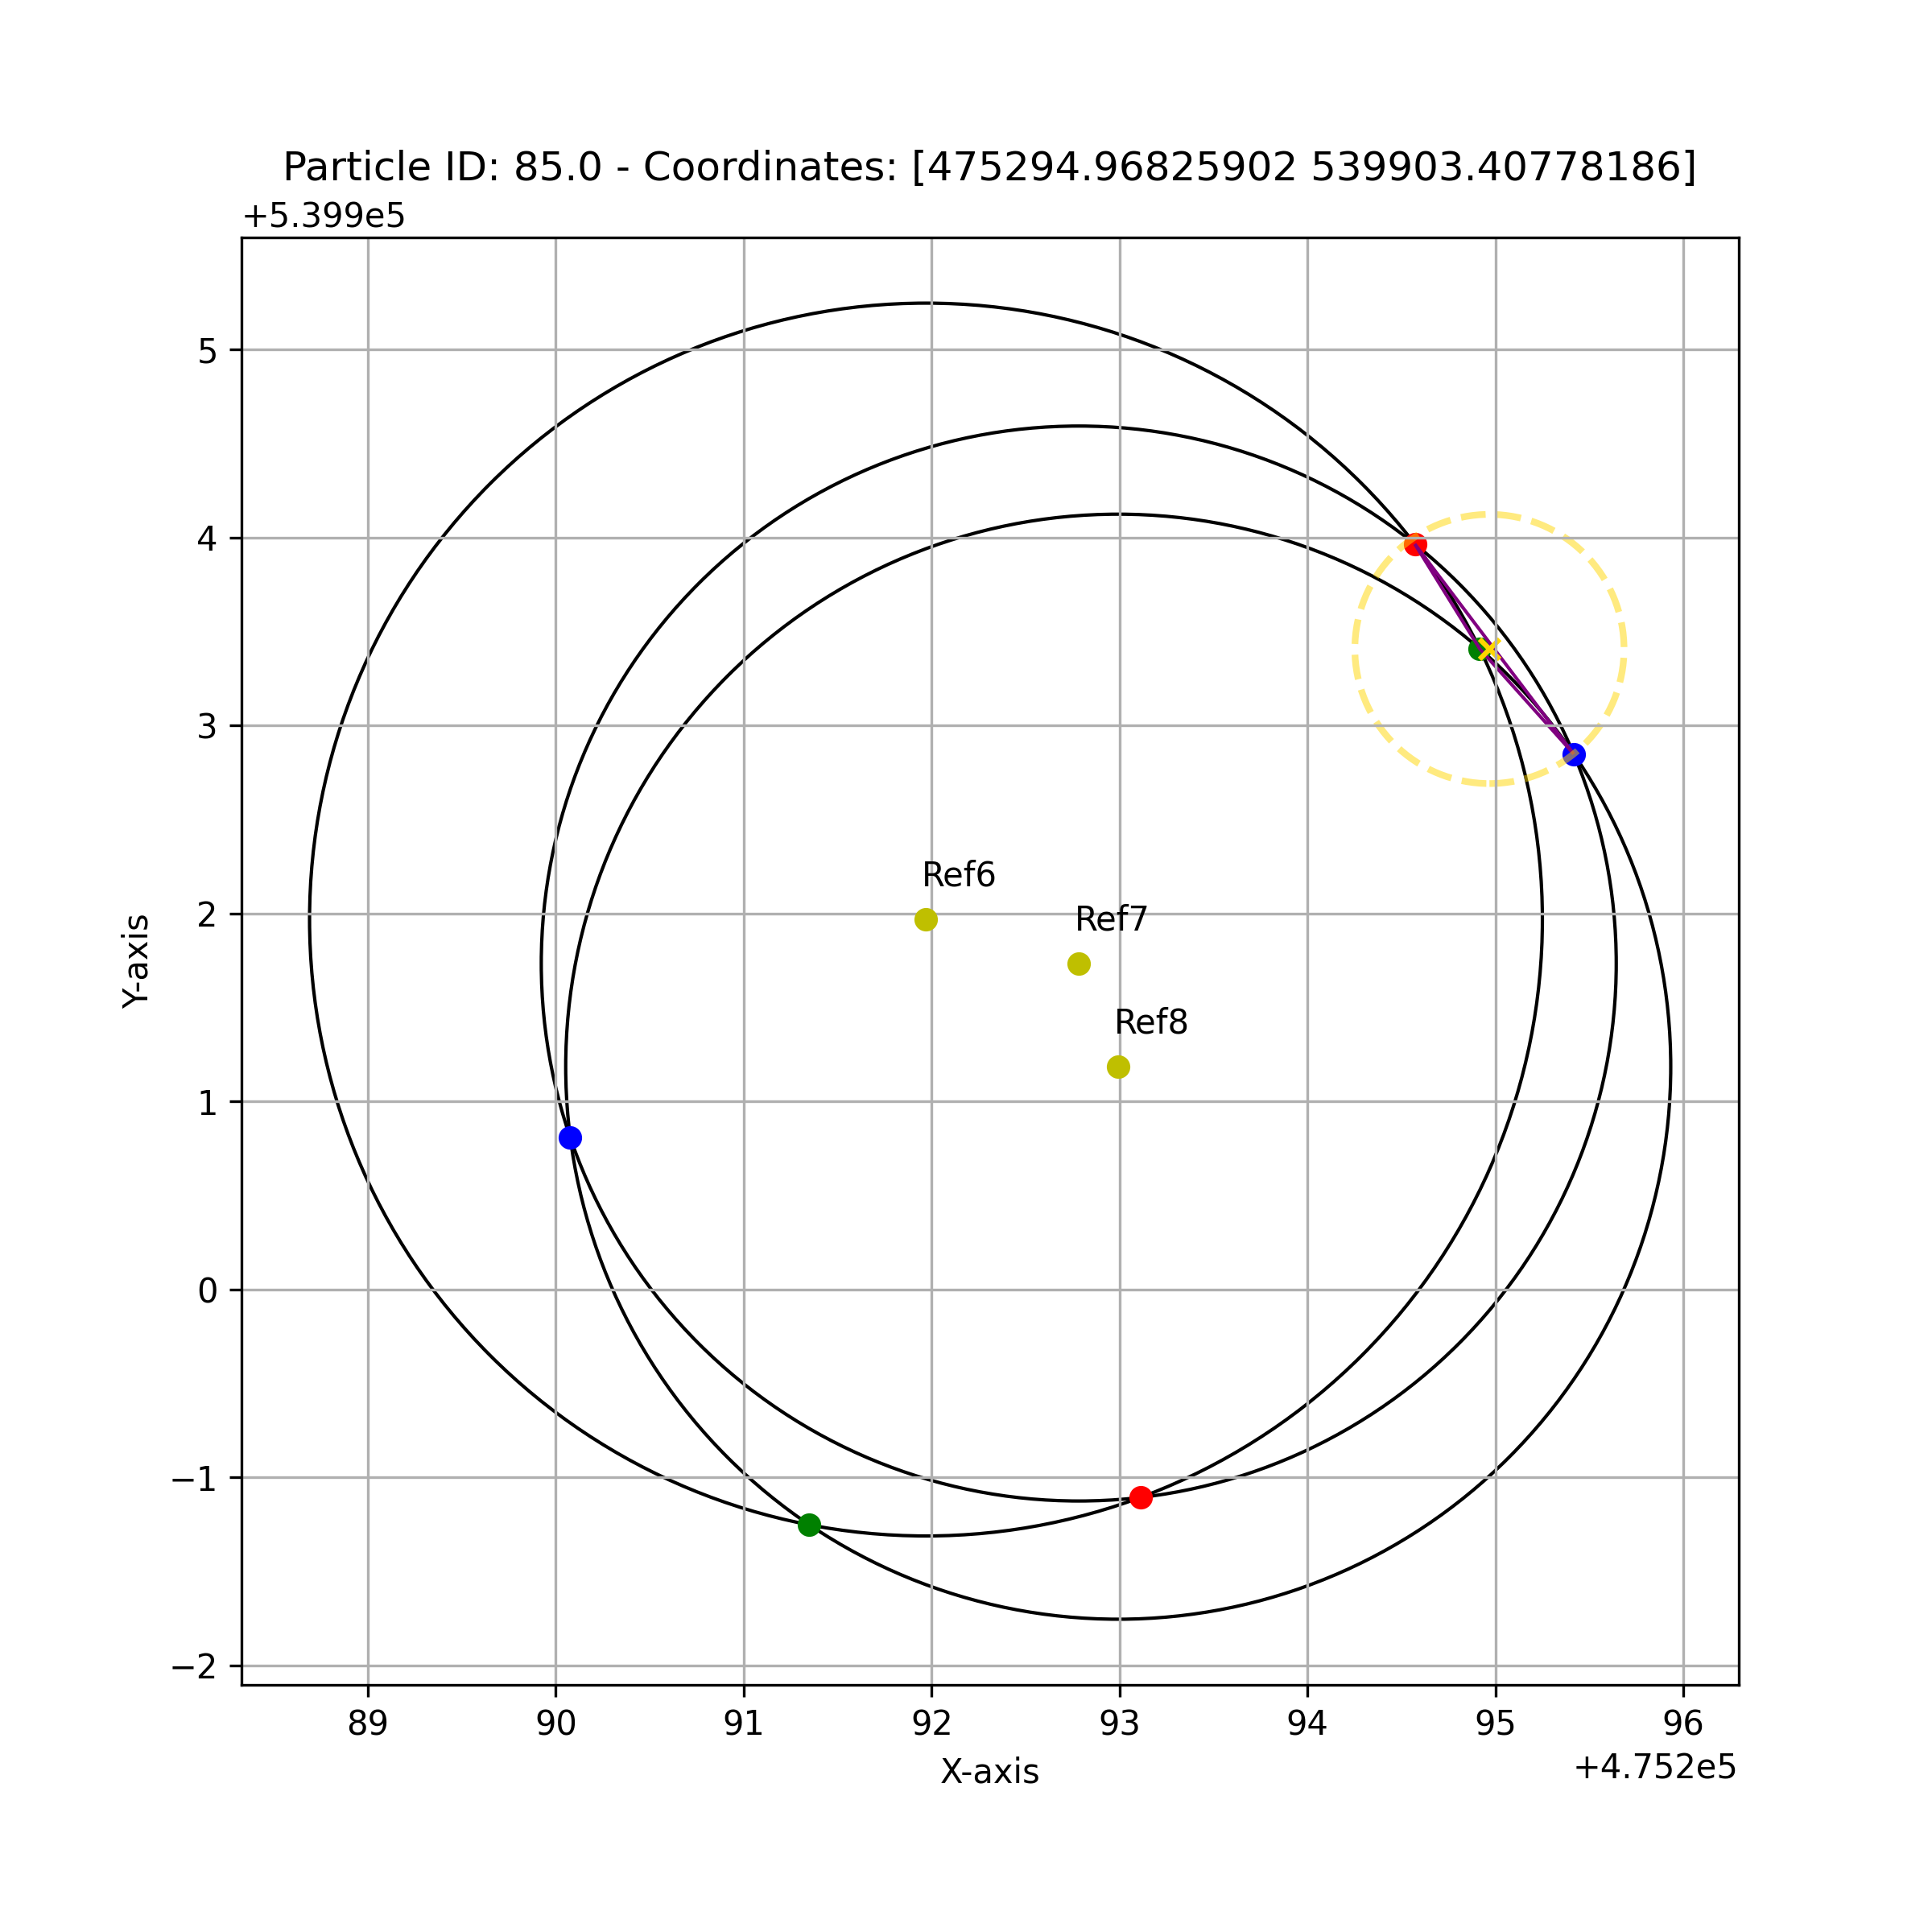 Particle ID: 85.0 - Coordinates: [475294.96825902 539903.40778186]
+5.399e5
5
4
3
2
1
0
−1
−2
Y-axis
Ref6
Ref7
Ref8
89 90 91 92 93 94 95 96
X-axis
+4.752e5